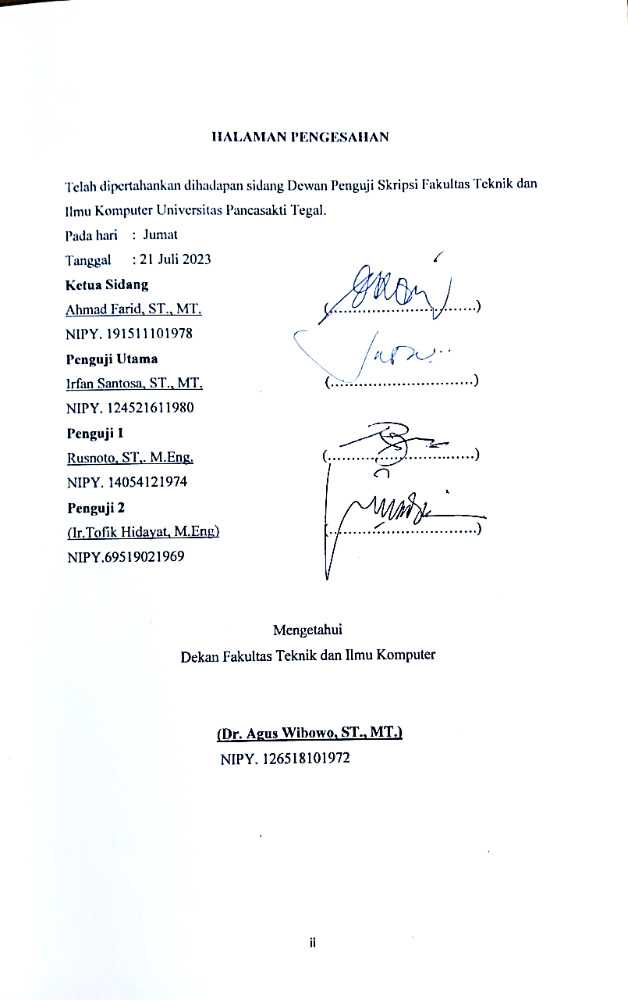 HALAMAN PENGESAHAN
Telah dipertahankan dihadapan sidang Dewan Penguji Skripsi Fakultas Teknik dan
Ilmu Komputer Universitas Pancasakti Tegal.
Pada hari : Jumat
Tanggal : 21 Juli 2023
Ketua Sidang
Ahmad Farid, ST., MT. (..................................)
NIPY. 191511101978
Penguji Utama
Irfan Santosa, ST., MT. (..................................)
NIPY. 124521611980
Penguji 1
Rusnoto, ST,. M.Eng. (..................................)
NIPY. 14054121974
Penguji 2
(Ir.Tofik Hidayat, M.Eng) (..................................)
NIPY.69519021969
Mengetahui
Dekan Fakultas Teknik dan Ilmu Komputer
(Dr. Agus Wibowo, ST., MT.)
NIPY. 126518101972
ii